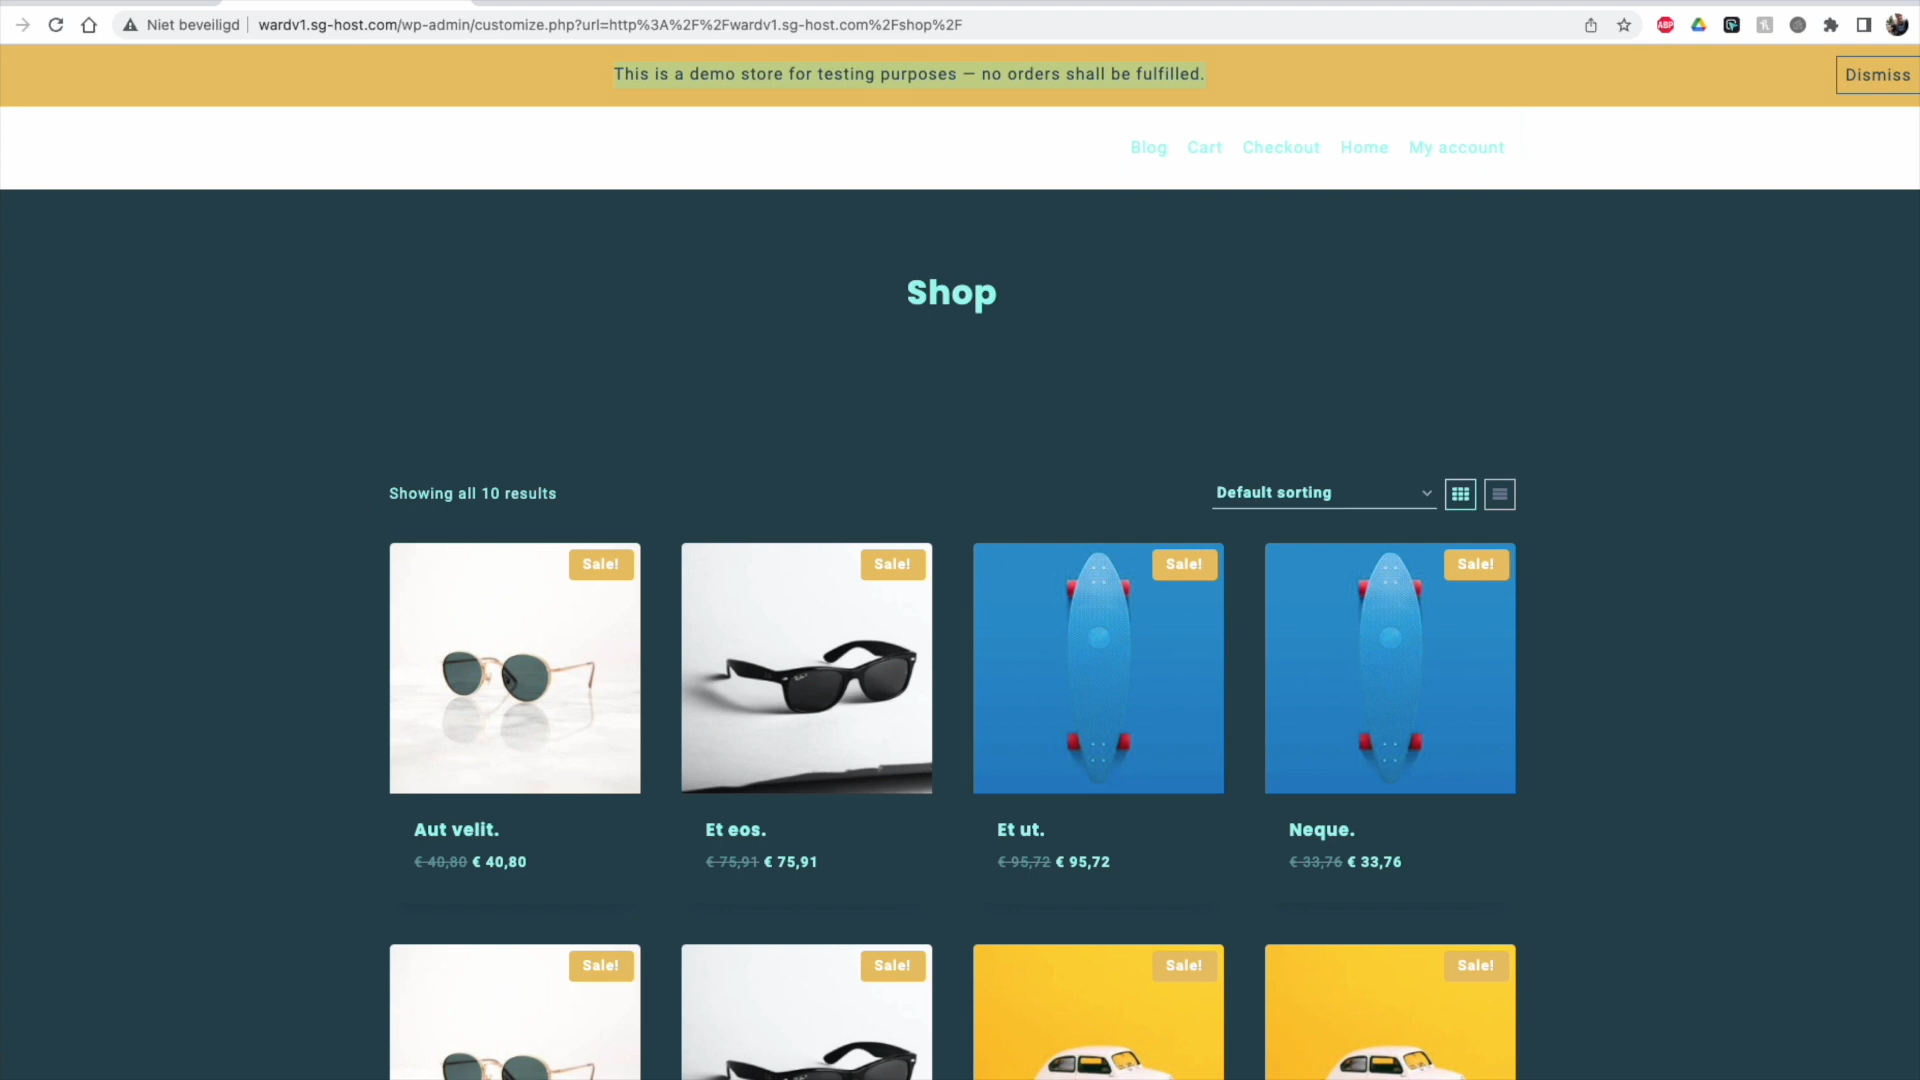 Niet beveiligd
wardv1.sg-host.com/wp-admin/customize.php?url=http%3A%2F%2Fwardv1.sg-host.com%2Fshop%2F
ABP
This is a demo store for testing purposes — no orders shall be fulfilled.
Dismiss
Blog Cart Checkout Home My account
Shop
Showing all 10 results
Default sorting
Sale! Sale! Sale! Sale!
Aut velit. Et eos. Et ut. Neque.
€ 40,80 € 40,80 € 75,91 € 75,91 € 95,72 € 95,72 € 33,76 € 33,76
Sale! Sale! Sale! Sale!